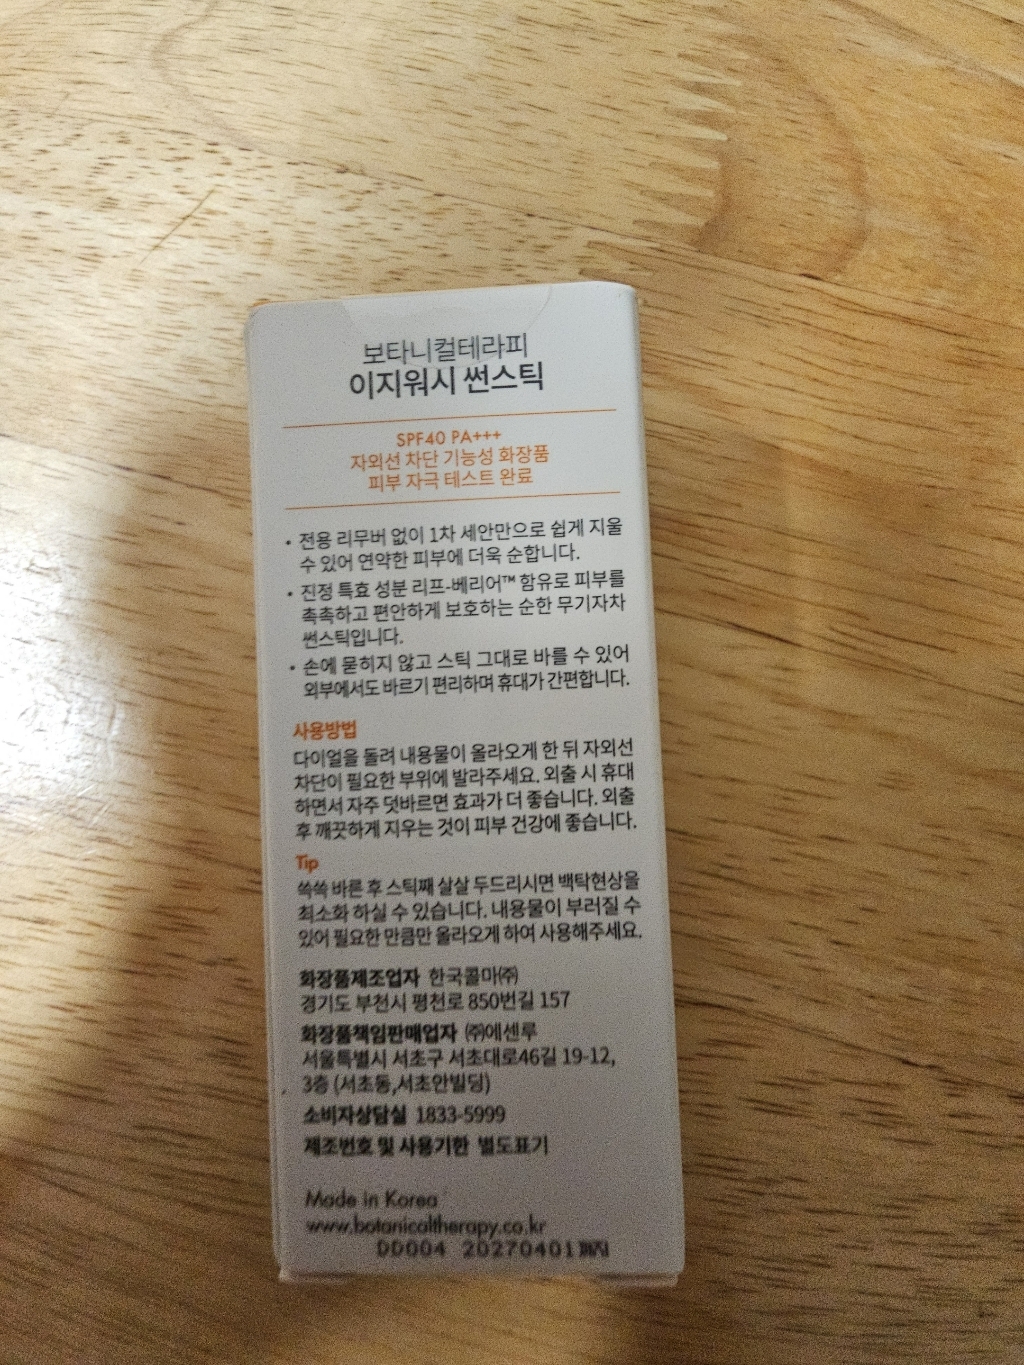 보타니컬테라피
이지워시 썬스틱
SPF40 PA+++
자외선 차단 기능성 화장품
피부 자극 테스트 완료
• 전용 리무버 없이 1차 세안만으로 쉽게 지울
수 있어 연약한 피부에 더욱 순합니다.
• 진정 특효 성분 리프-베리어™ 함유로 피부를
촉촉하고 편안하게 보호하는 순한 무기자차
썬스틱입니다.
• 손에 묻히지 않고 스틱 그대로 바를 수 있어
외부에서도 바르기 편리하며 휴대가 간편합니다.
사용방법
다이얼을 돌려 내용물이 올라오게 한 뒤 자외선
차단이 필요한 부위에 발라주세요. 외출 시 휴대
하면서 자주 덧바르면 효과가 더 좋습니다. 외출
후 깨끗하게 지우는 것이 피부 건강에 좋습니다.
Tip
쓱쓱 바른 후 스틱째 살살 두드리시면 백탁현상을
최소화 하실 수 있습니다. 내용물이 부러질 수
있어 필요한 만큼만 올라오게 하여 사용해주세요.
화장품제조업자 한국콜마㈜
경기도 부천시 평천로 850번길 157
화장품책임판매업자 ㈜에센루
서울특별시 서초구 서초대로46길 19-12,
3층 (서초동,서초안빌딩)
소비자상담실 1833-5999
제조번호 및 사용기한 별도표기
Made in Korea
www.botanicaltherapy.co.kr
DD004 20270401까지